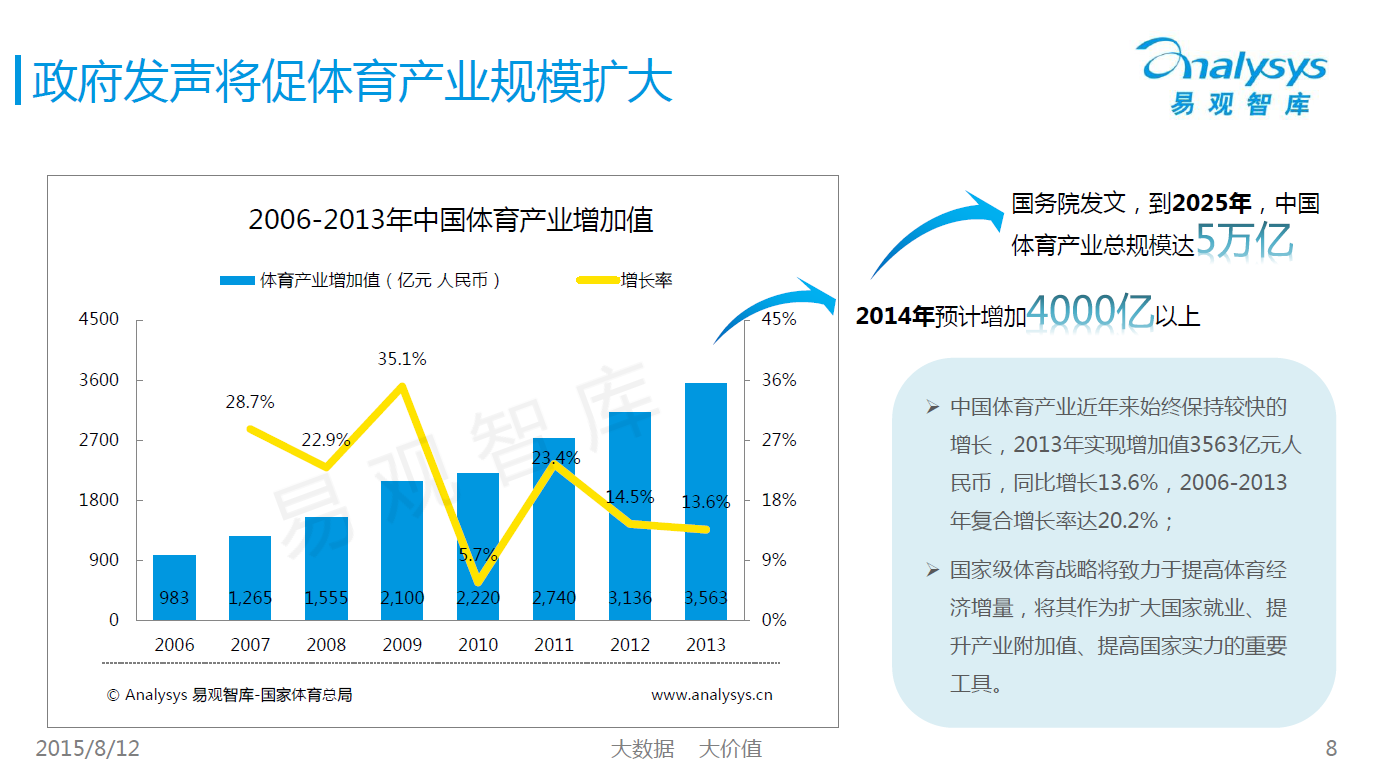 政府发声将促体育产业规模扩大
analysys
易观智库
2006-2013年中国体育产业增加值
体育产业增加值（亿元 人民币） 增长率
4500 45%
3600 36%
2700 27%
1800 18%
900 9%
0 0%
28.7% 22.9% 35.1% 5.7% 23.4% 14.5% 13.6%
983 1,265 1,555 2,100 2,220 2,740 3,136 3,563
2006 2007 2008 2009 2010 2011 2012 2013
易观智库
© Analysys 易观智库-国家体育总局 www.analysys.cn
国务院发文，到2025年，中国
体育产业总规模达5万亿
2014年预计增加4000亿以上
中国体育产业近年来始终保持较快的
增长，2013年实现增加值3563亿元人
民币，同比增长13.6%，2006-2013
年复合增长率达20.2%；
国家级体育战略将致力于提高体育经
济增量，将其作为扩大国家就业、提
升产业附加值、提高国家实力的重要
工具。
2015/8/12 大数据 大价值 8